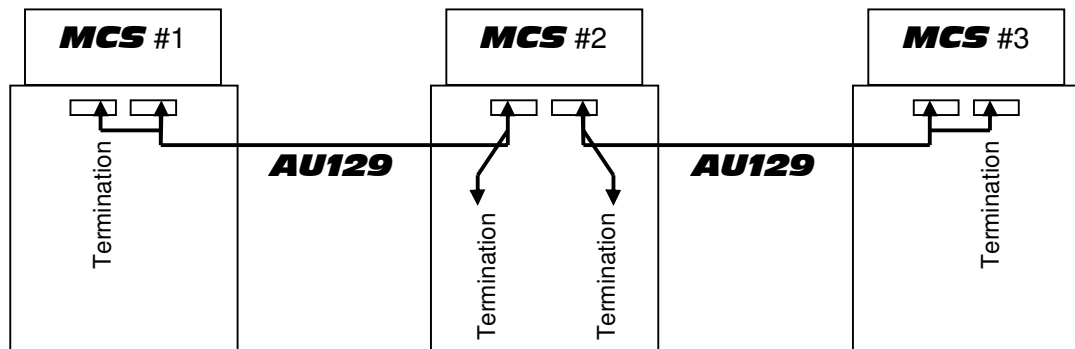 MCS #1
MCS #2
MCS #3
AU129
AU129
Termination
Termination
Termination
Termination